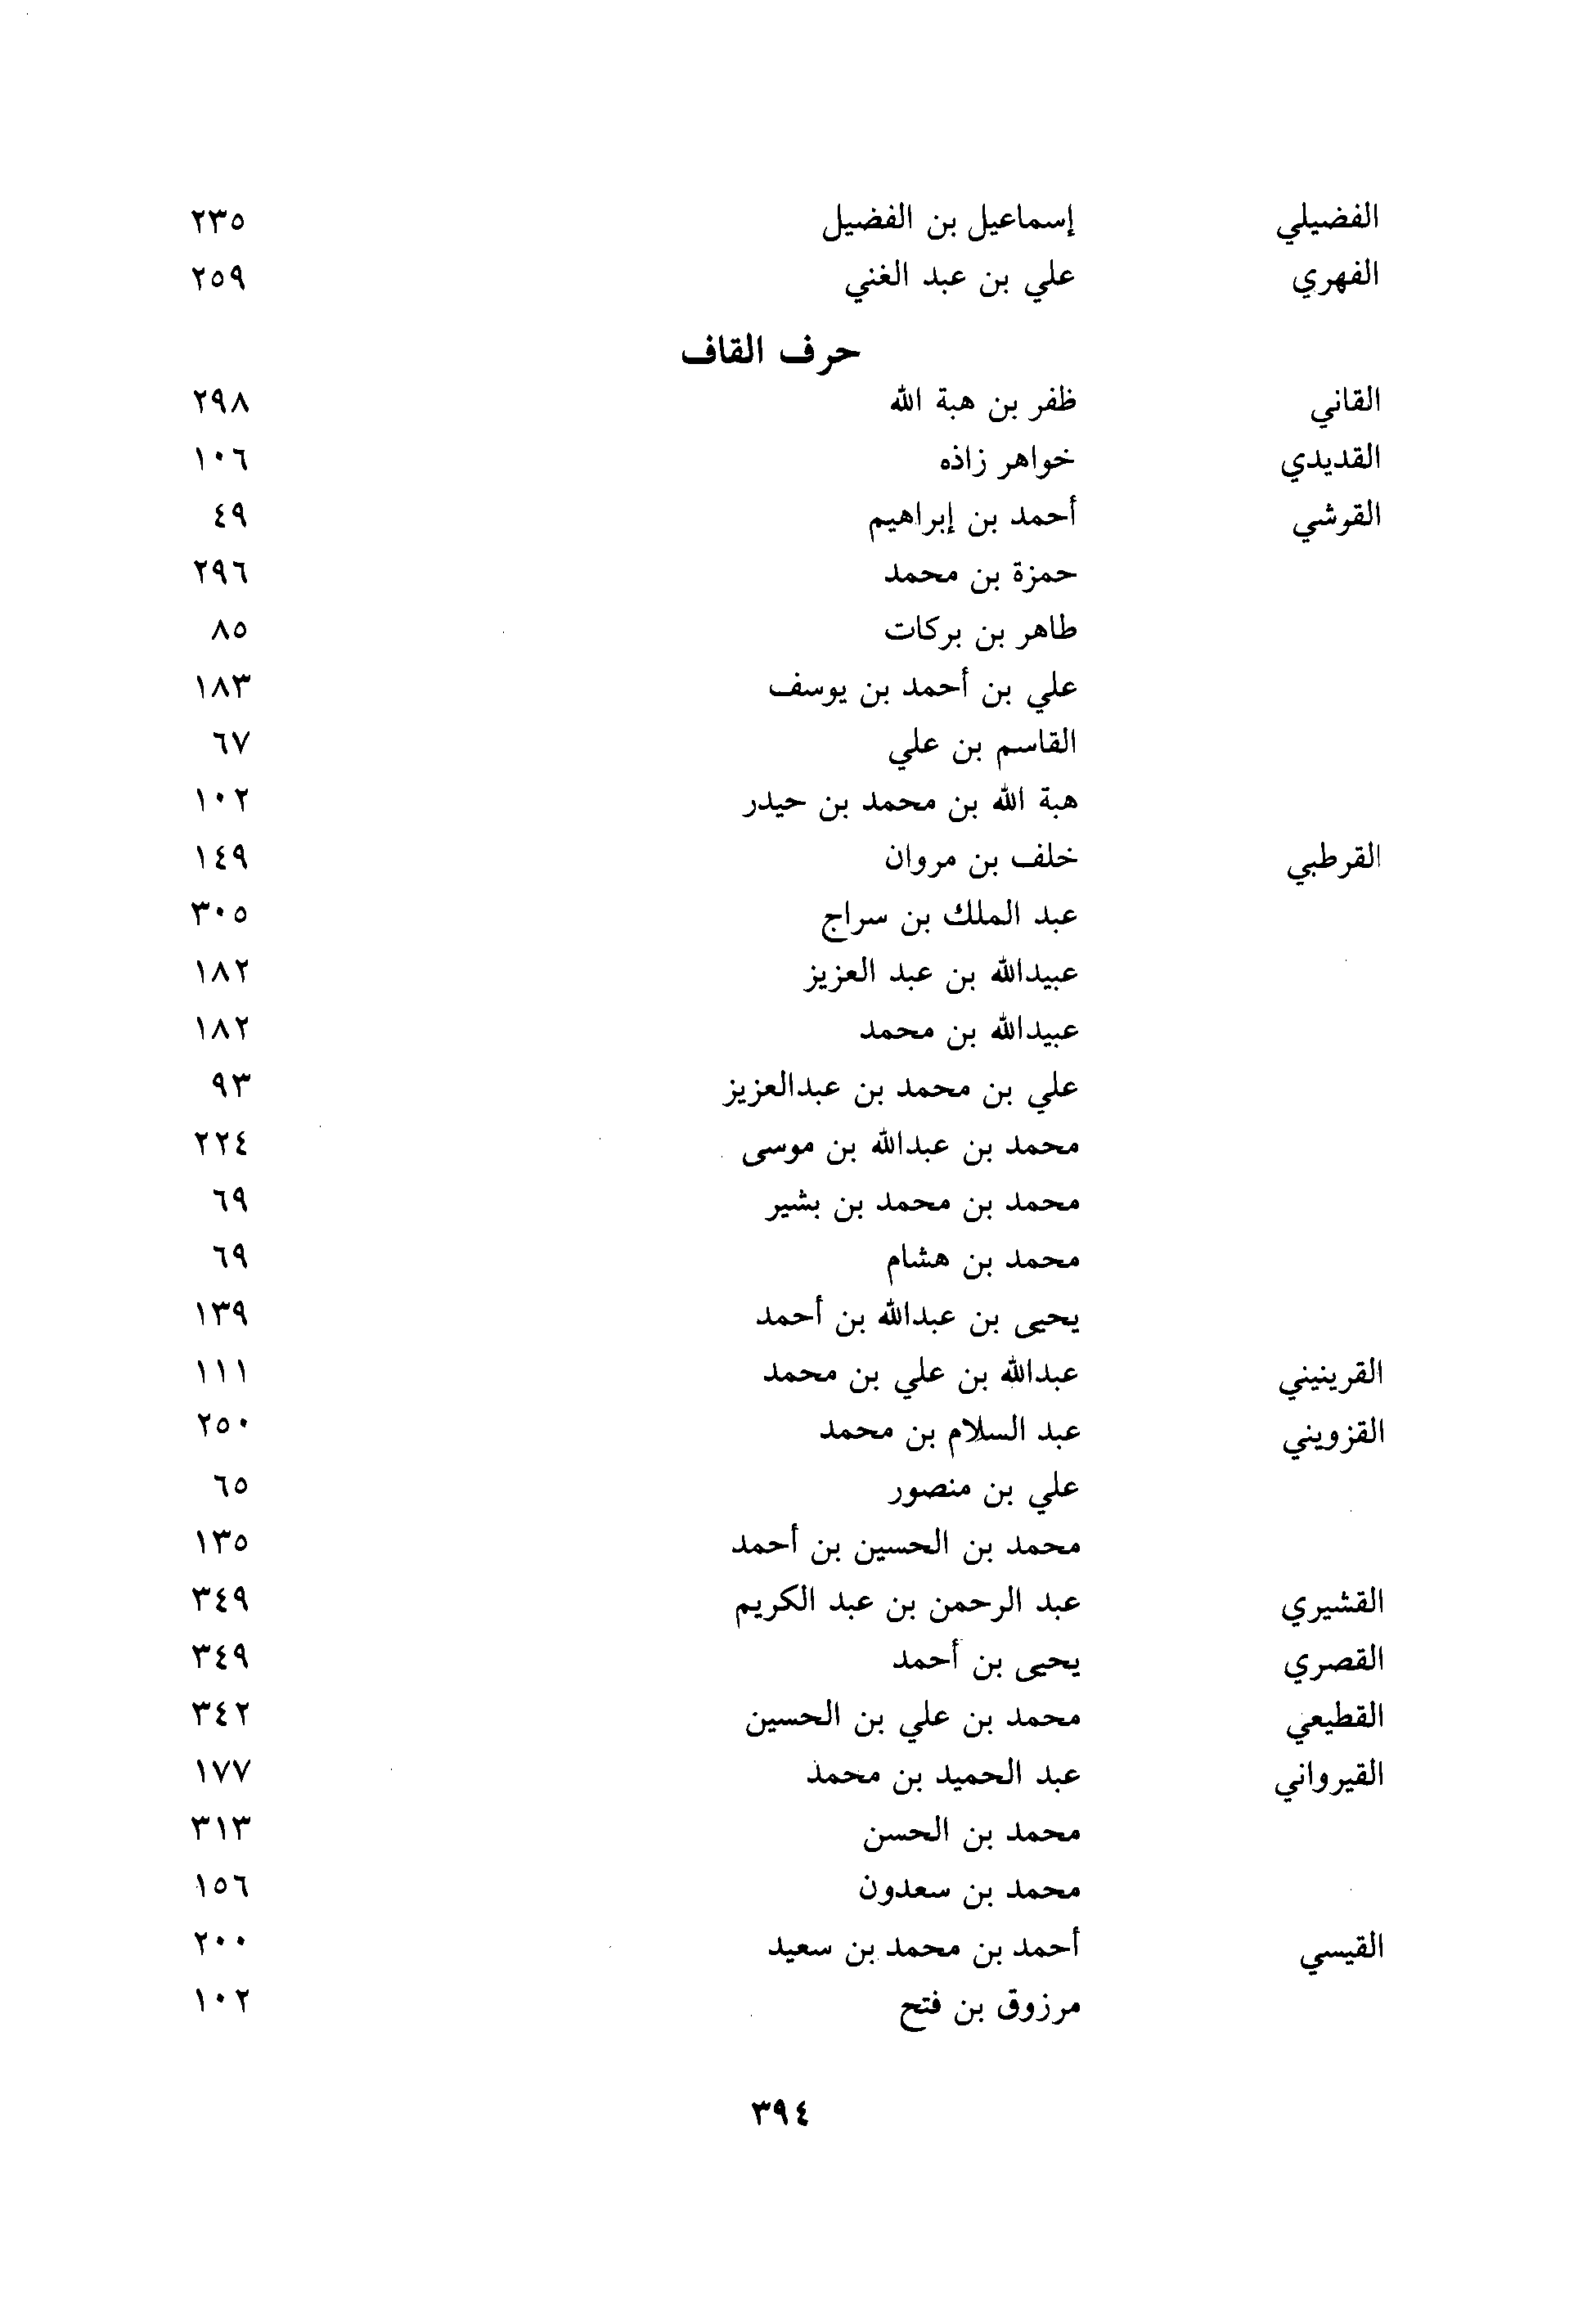 الفضيلي إسماعيل بن الفضيل ٢٣٥
الفهري علي بن عبد الغني ٢٥٩
حرف القاف
القاني ظفر بن هبة الله ٢٩٨
القديدي خواهر زاذه ١٠٦
القرشي أحمد بن إبراهيم ٤٩
حمزة بن محمد ٢٩٦
طاهر بن بركات ٨٥
علي بن أحمد بن يوسف ١٨٣
القاسم بن علي ٦٧
هبة الله بن محمد بن حيدر ١٠٢
القرطبي خلف بن مروان ١٤٩
عبد الملك بن سراج ٣٠٥
عبيدالله بن عبد العزيز ١٨٢
عبيدالله بن محمد ١٨٢
علي بن محمد بن عبدالعزيز ٩٣
محمد بن عبدالله بن موسى ٢٢٤
محمد بن محمد بن بشير ٦٩
محمد بن هشام ٦٩
يحيى بن عبدالله بن أحمد ١٣٩
القرينيني عبدالله بن علي بن محمد ١١١
القزويني عبد السلام بن محمد ٢٥٠
علي بن منصور ٦٥
محمد بن الحسين بن أحمد ١٣٥
القشيري عبد الرحمن بن عبد الكريم ٣٤٩
القصري يحيى بن أحمد ٣٤٩
القطيعي محمد بن علي بن الحسين ٣٤٢
القيرواني عبد الحميد بن محمد ١٧٧
محمد بن الحسن ٣١٣
محمد بن سعدون ١٥٦
القيسي أحمد بن محمد بن سعيد ٢٠٠
مرزوق بن فتح ١٠٢
٣٩٤